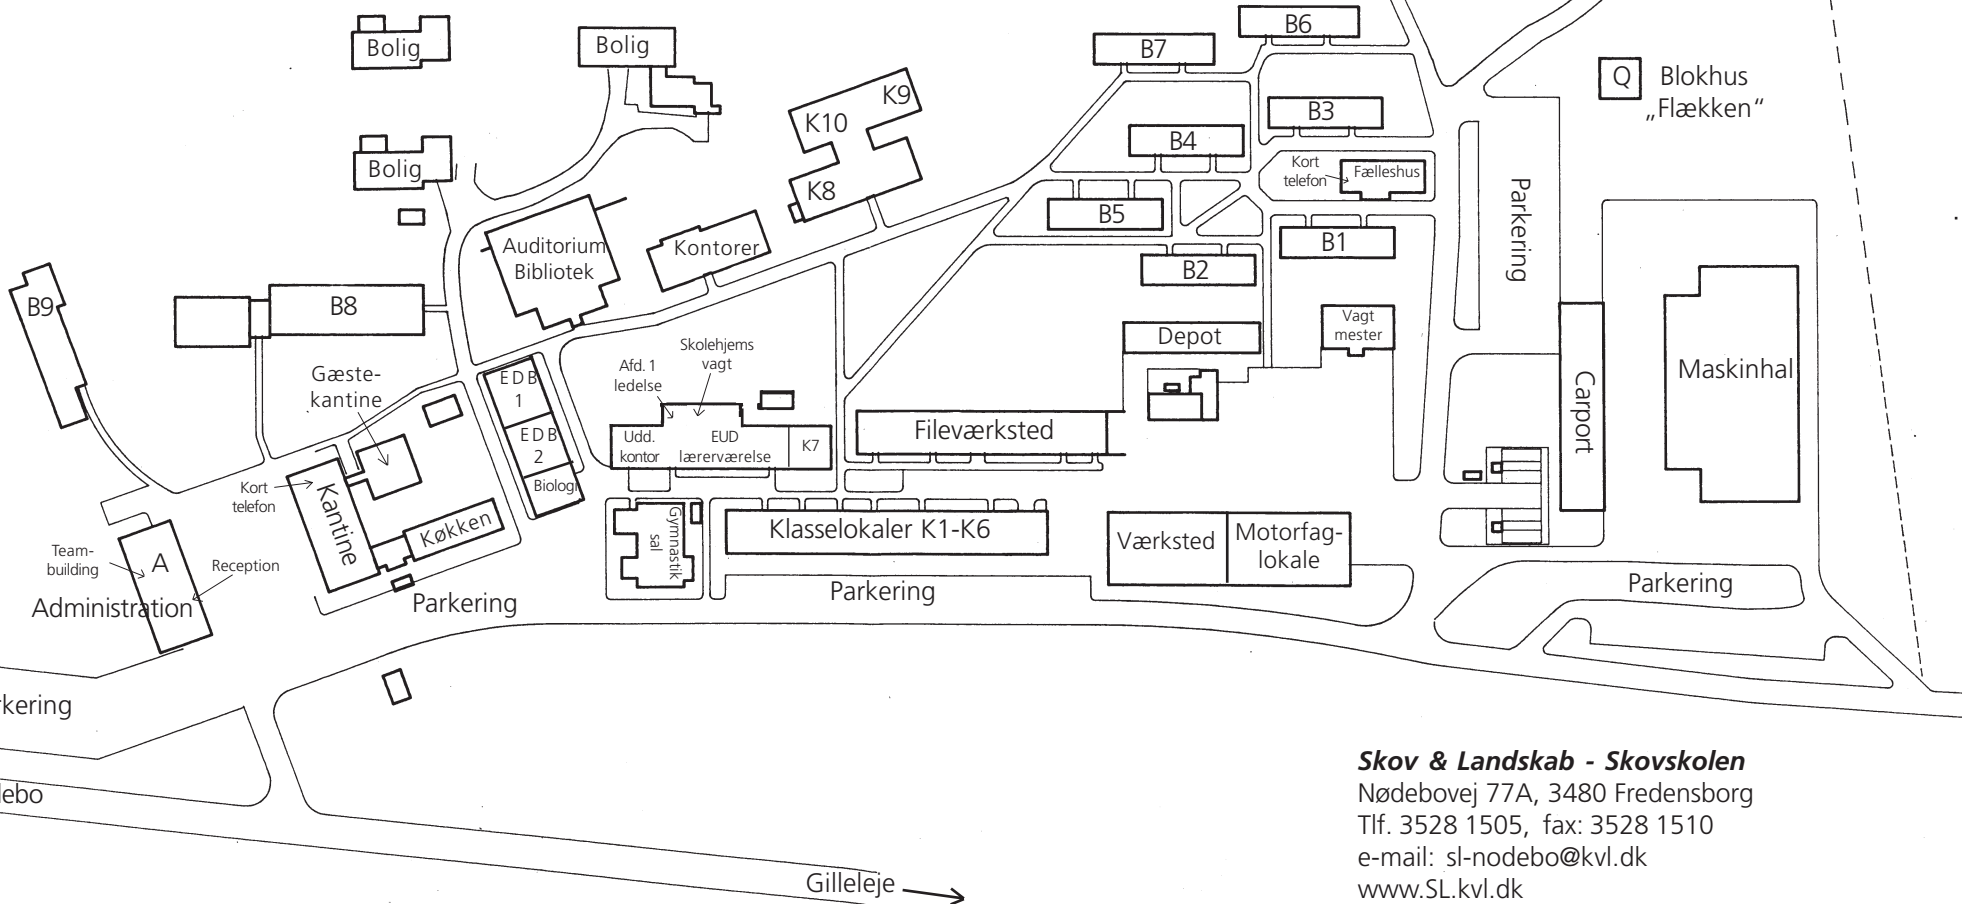 B6
Bolig
Bolig
B7
Q
Blokhus
„Flækken“
K9
K10
B3
B4
Bolig
Kort
telefon
Fælleshus
K8
Parkering
B5
B1
Auditorium
Bibliotek
Kontorer
B2
B9
B8
Vagt
mester
Depot
Skolehjems
vagt
Afd. 1
ledelse
Gæste-
kantine
EDB
1
Maskinhal
Carport
EDB
2
Udd.
kontor
EUD
lærerværelse
K7
Fileværksted
Biologi
Kort
telefon
Kantine
Køkken
Gymnastik
sal
Klasselokaler K1-K6
Værksted
Motorfag-
lokale
Team-
building
A
Reception
Administration
Parkering
Parkering
Parkering
rkering
Skov & Landskab - Skovskolen
Nødebovej 77A, 3480 Fredensborg
Tlf. 3528 1505, fax: 3528 1510
e-mail: sl-nodebo@kvl.dk
www.SL.kvl.dk
lebo
Gilleleje